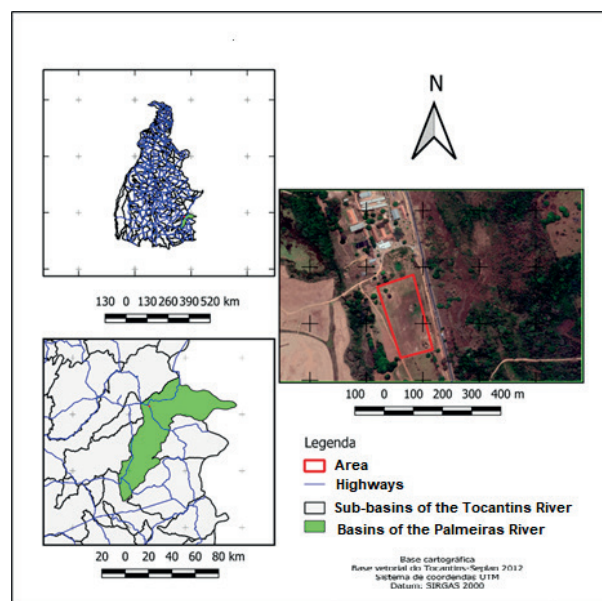 N
130 0 130 260 390 520 km
100 0 100 200 300 400 m
Legenda
Area
Highways
Sub-basins of the Tocantins River
Basins of the Palmeiras River
20 0 20 40 60 80 km
Base cartográfica
Base vetorial do Tocantins-Seplan 2012
Sistema de coordendas UTM
Datum: SIRGAS 2000